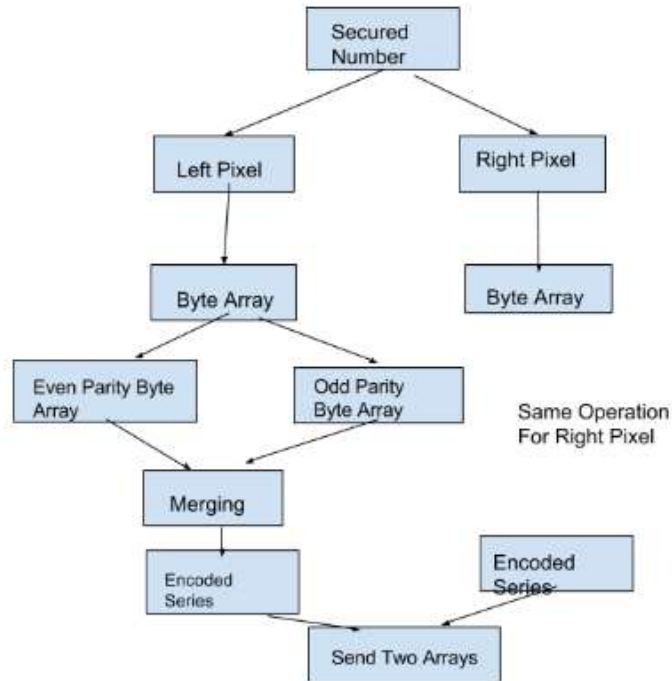 Secured
Number
Left Pixel
Right Pixel
Byte Array
Byte Array
Even Parity Byte
Array
Odd Parity
Byte Array
Same Operation
For Right Pixel
Merging
Encoded
Series
Encoded
Series
Send Two Arrays